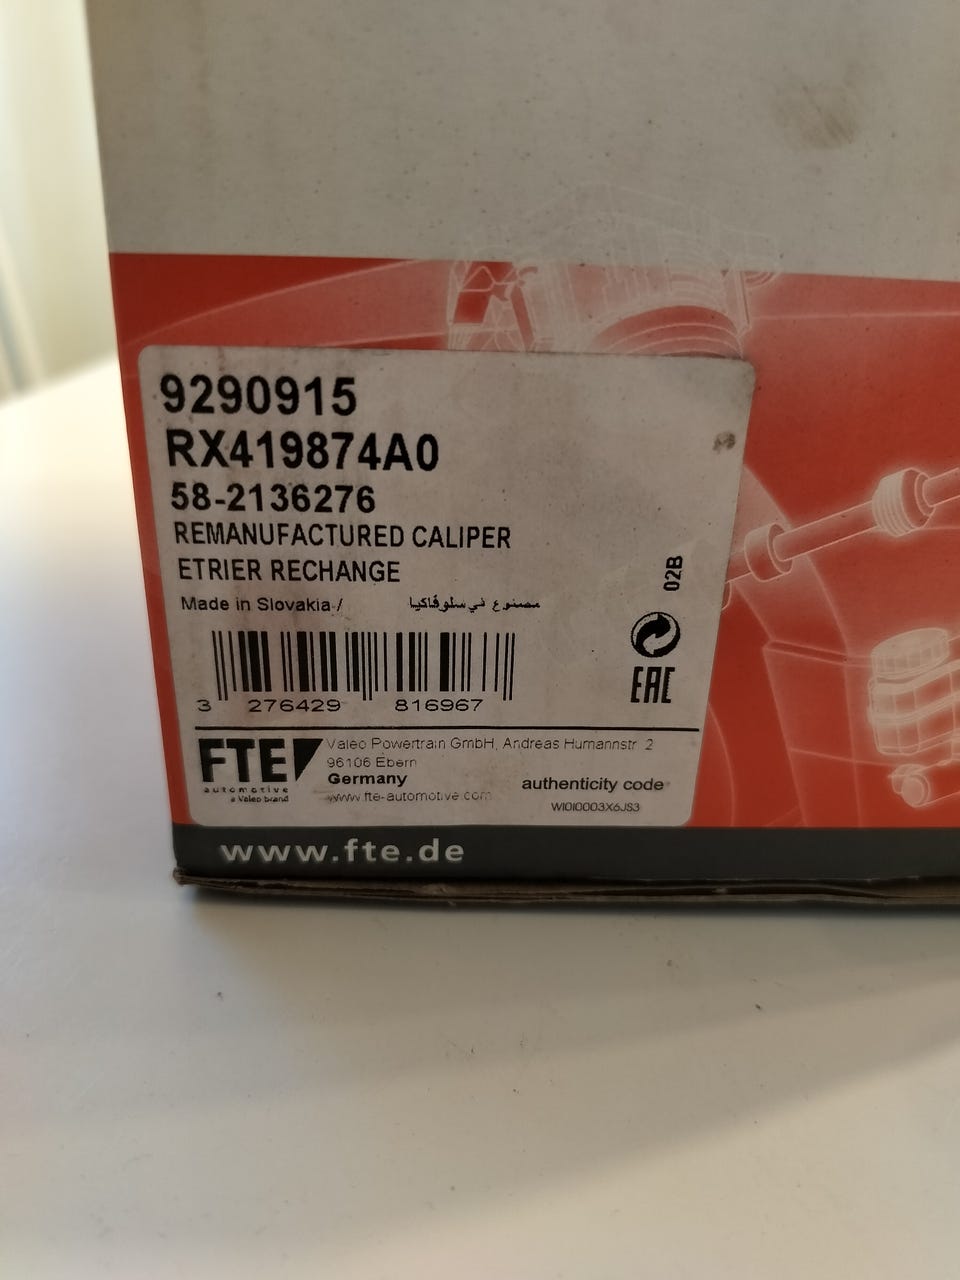 9290915
RX419874A0
58-2136276
REMANUFACTURED CALIPER
ETRIER RECHANGE
Made in Slovakia / مصنوع في سلوفاكيا
02B
EAC
3 276429 816967
FTE
automotive
a Valeo brand
Valeo Powertrain GmbH, Andreas Humannstr. 2
96106 Ebern
Germany
www.fte-automotive.com
authenticity code
WI0I0003X6JS3
www.fte.de